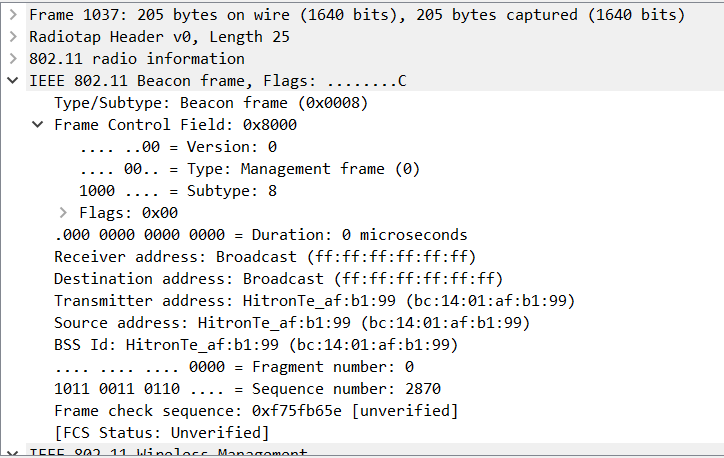 Frame 1037: 205 bytes on wire (1640 bits), 205 bytes captured (1640 bits)
Radiotap Header v0, Length 25
802.11 radio information
IEEE 802.11 Beacon frame, Flags: ........C
Type/Subtype: Beacon frame (0x0008)
Frame Control Field: 0x8000
.... ..00 = Version: 0
.... 00.. = Type: Management frame (0)
1000 .... = Subtype: 8
Flags: 0x00
.000 0000 0000 0000 = Duration: 0 microseconds
Receiver address: Broadcast (ff:ff:ff:ff:ff:ff)
Destination address: Broadcast (ff:ff:ff:ff:ff:ff)
Transmitter address: HitronTe_af:b1:99 (bc:14:01:af:b1:99)
Source address: HitronTe_af:b1:99 (bc:14:01:af:b1:99)
BSS Id: HitronTe_af:b1:99 (bc:14:01:af:b1:99)
.... .... .... 0000 = Fragment number: 0
1011 0011 0110 .... = Sequence number: 2870
Frame check sequence: 0xf75fb65e [unverified]
[FCS Status: Unverified]
IEEE 802.11 Wireless Management